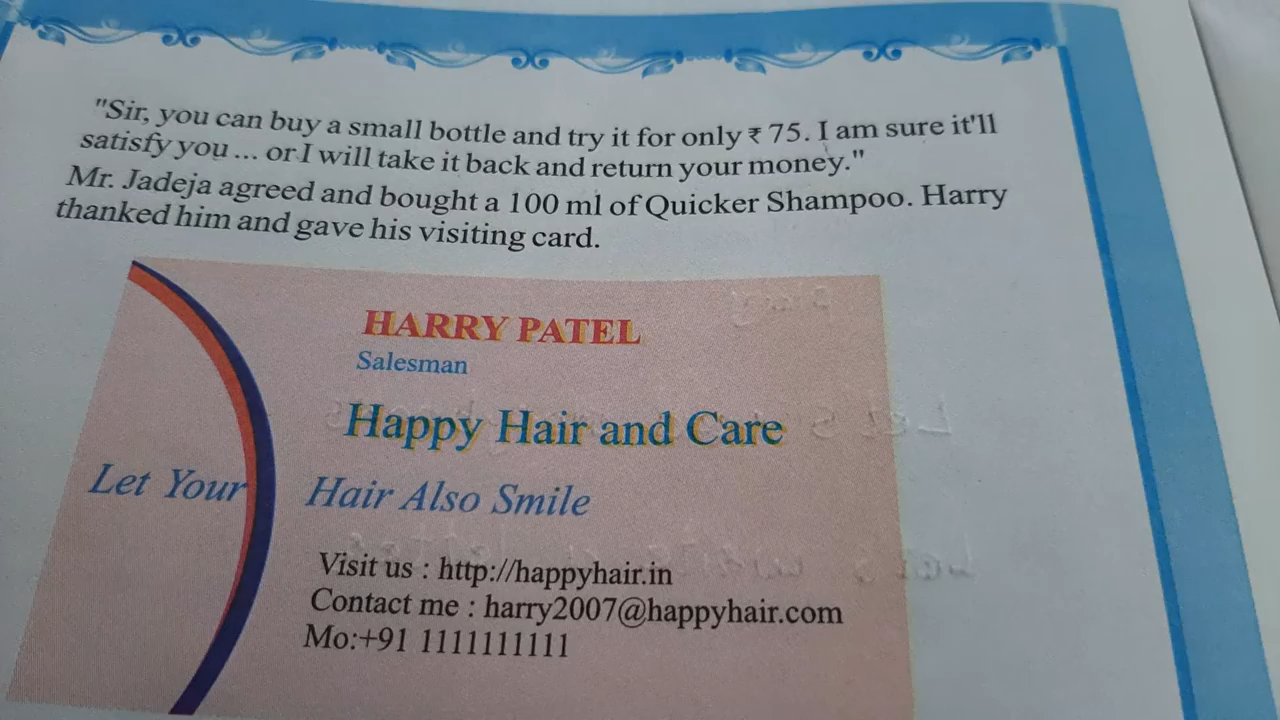 "Sir, you can buy a small bottle and try it for only ₹ 75. I am sure it'll
satisfy you ... or I will take it back and return your money."
Mr. Jadeja agreed and bought a 100 ml of Quicker Shampoo. Harry
thanked him and gave his visiting card.
HARRY PATEL
Salesman
Happy Hair and Care
Let Your Hair Also Smile
Visit us : http://happyhair.in
Contact me : harry2007@happyhair.com
Mo:+91 1111111111